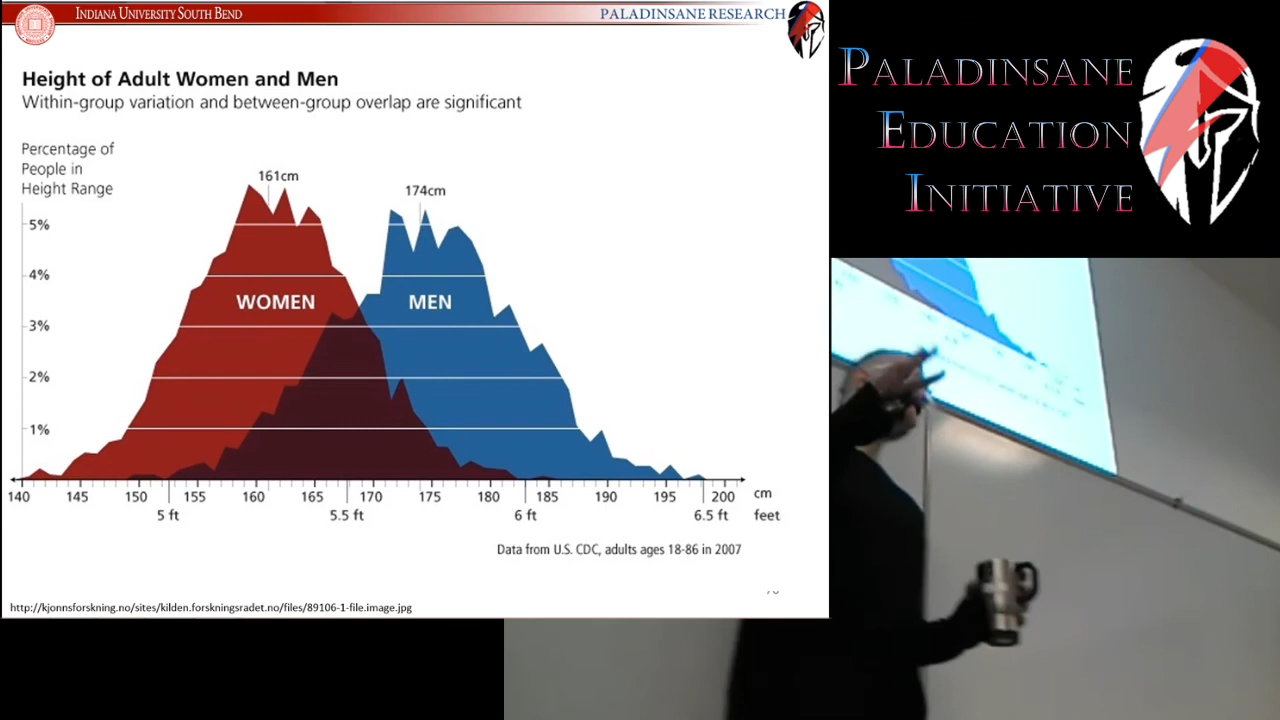 INDIANA UNIVERSITY SOUTH BEND
PALADINSANE RESEARCH
Height of Adult Women and Men
Within-group variation and between-group overlap are significant
Percentage of
People in
Height Range
161cm
174cm
5%
4%
3%
2%
1%
WOMEN
MEN
140 145 150 155 160 165 170 175 180 185 190 195 200 cm
5 ft 5.5 ft 6 ft 6.5 ft feet
Data from U.S. CDC, adults ages 18-86 in 2007
http://kjonnsforskning.no/sites/kilden.forskningsradet.no/files/89106-1-file.image.jpg
PALADINSANE
EDUCATION
INITIATIVE